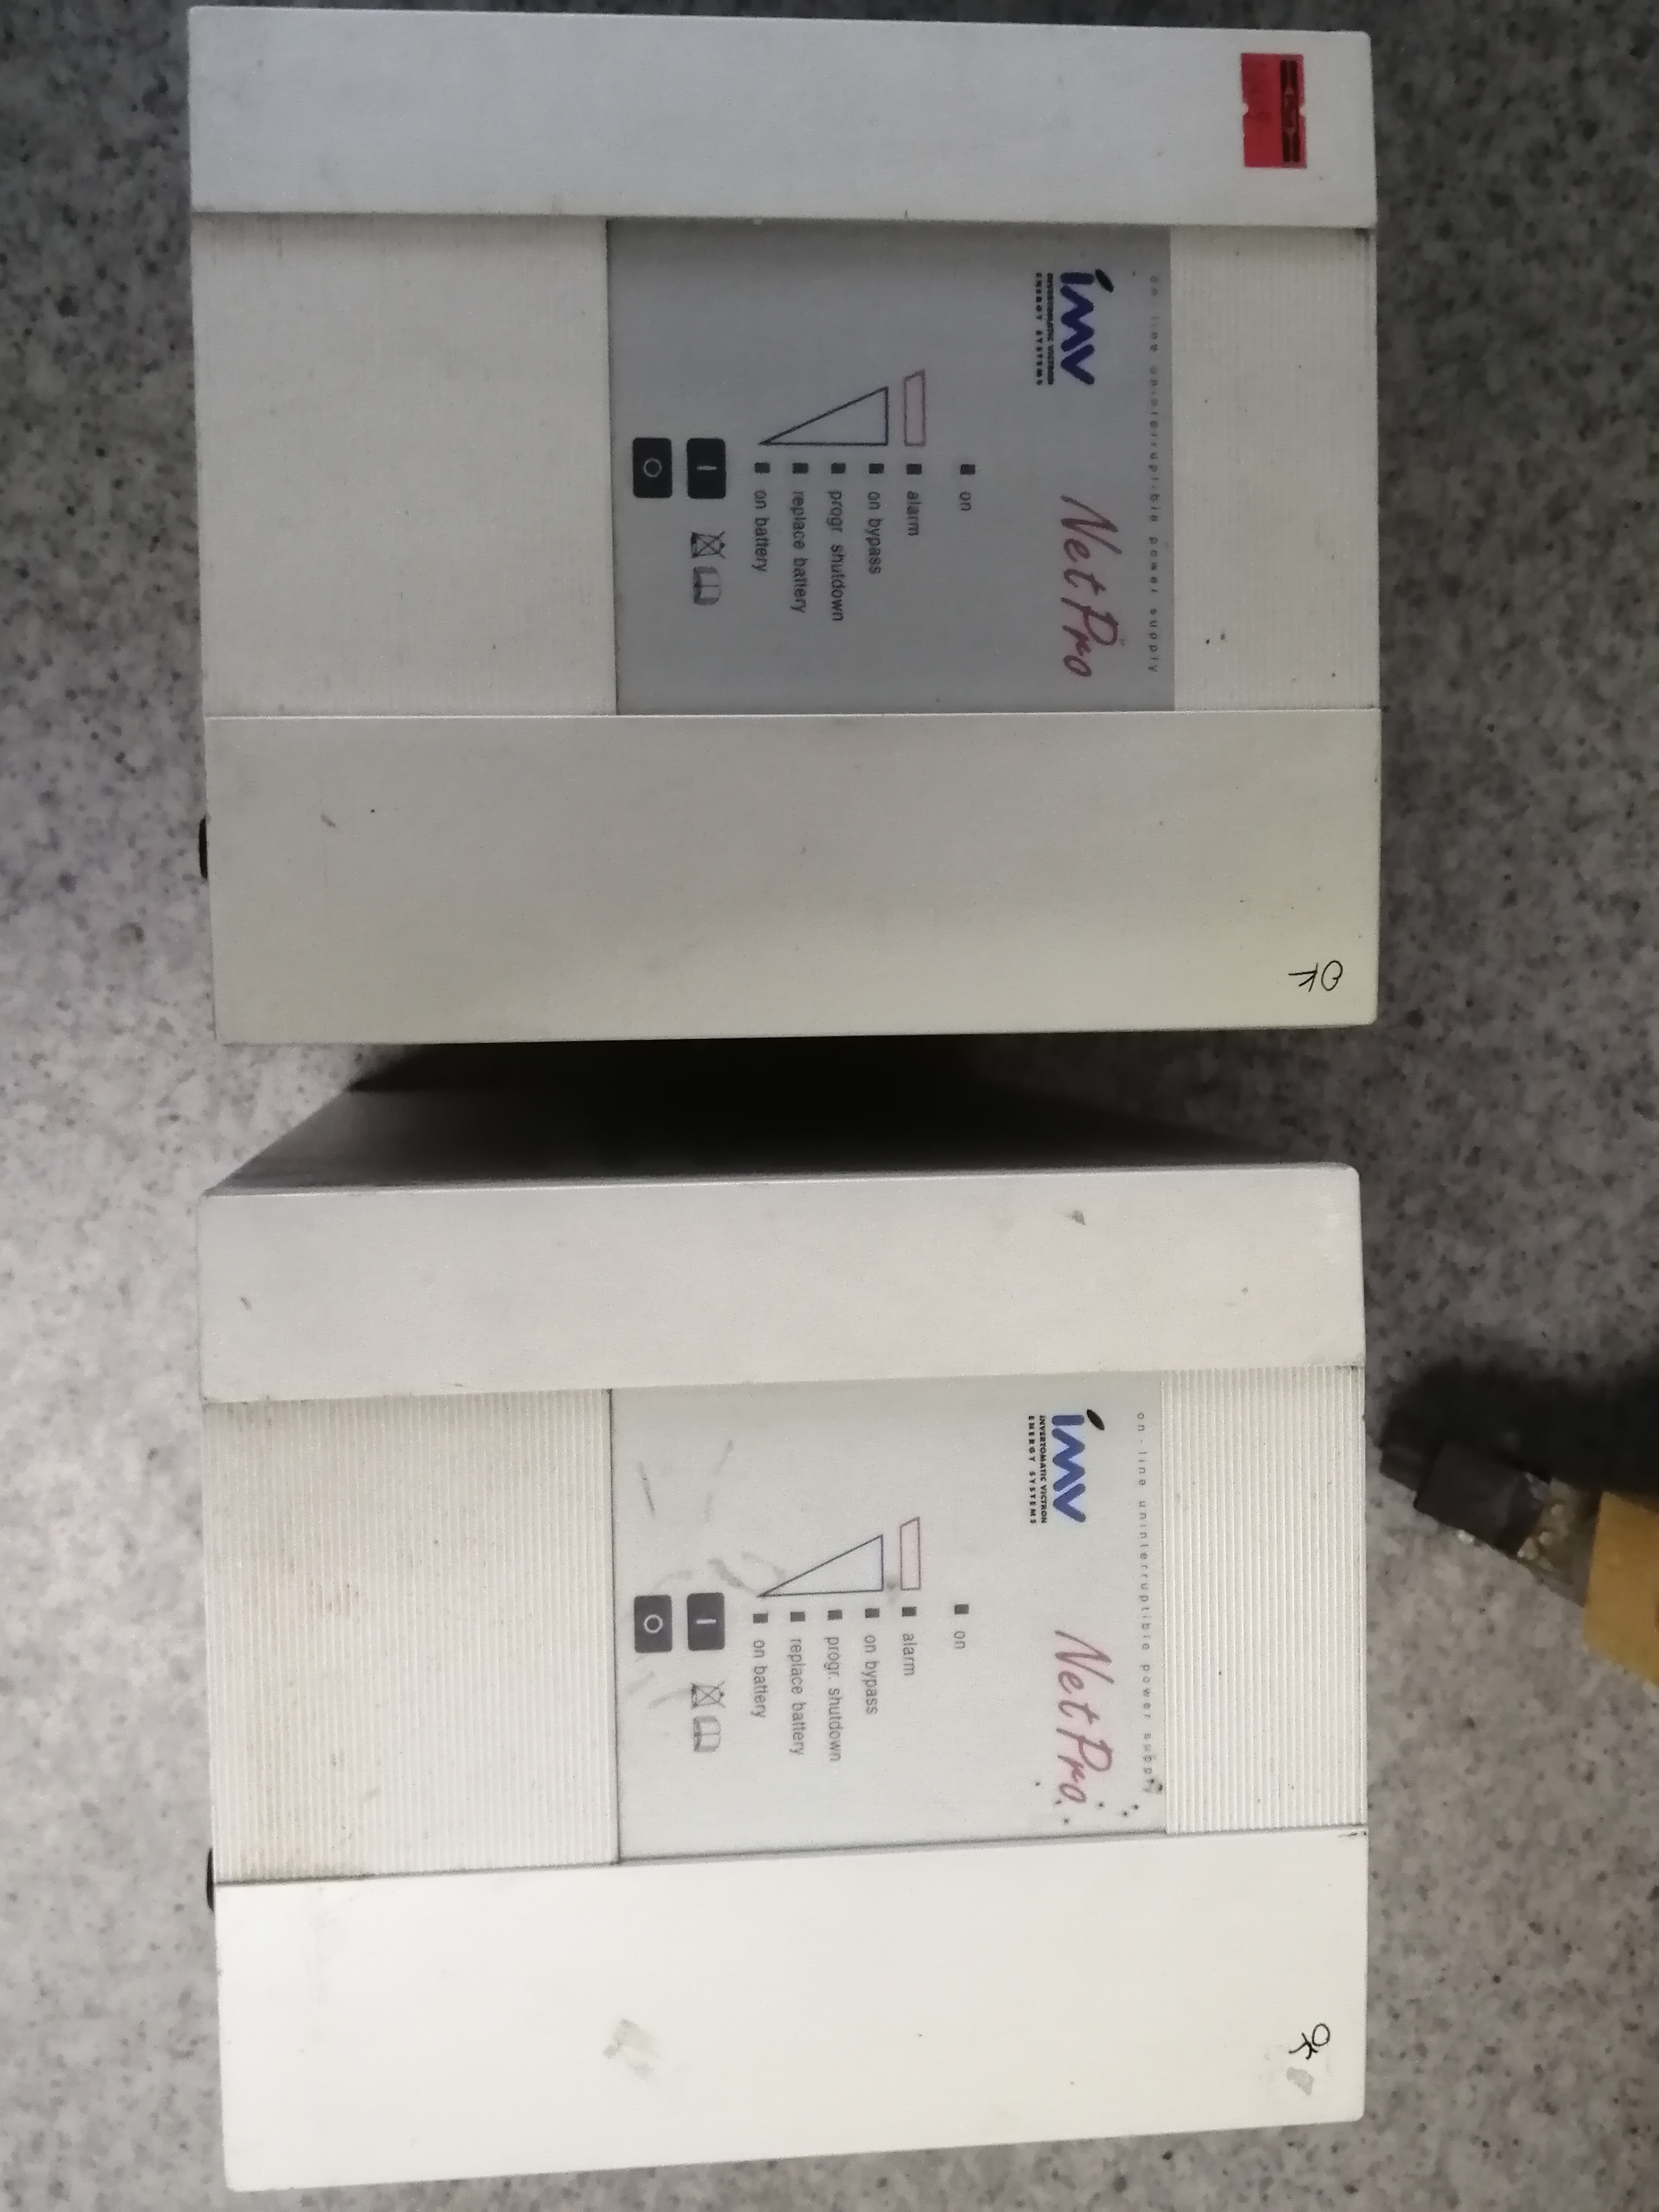 on-line uninterruptible power supply
imv
INVERTOMATIC VICTRON
ENERGY SYSTEMS
NetPro
on
alarm
on bypass
progr. shutdown
replace battery
on battery
I
O
OK
on-line uninterruptible power supply
imv
INVERTOMATIC VICTRON
ENERGY SYSTEMS
NetPro
on
alarm
on bypass
progr. shutdown
replace battery
on battery
I
O
OK